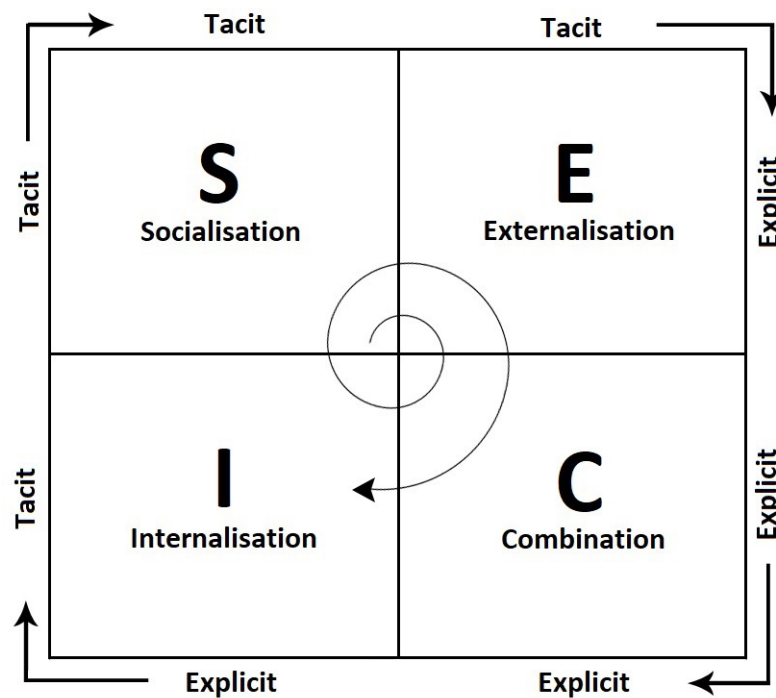 Tacit
Tacit
Tacit
S
Socialisation
E
Externalisation
Explicit
Tacit
I
Internalisation
C
Combination
Explicit
Explicit
Explicit